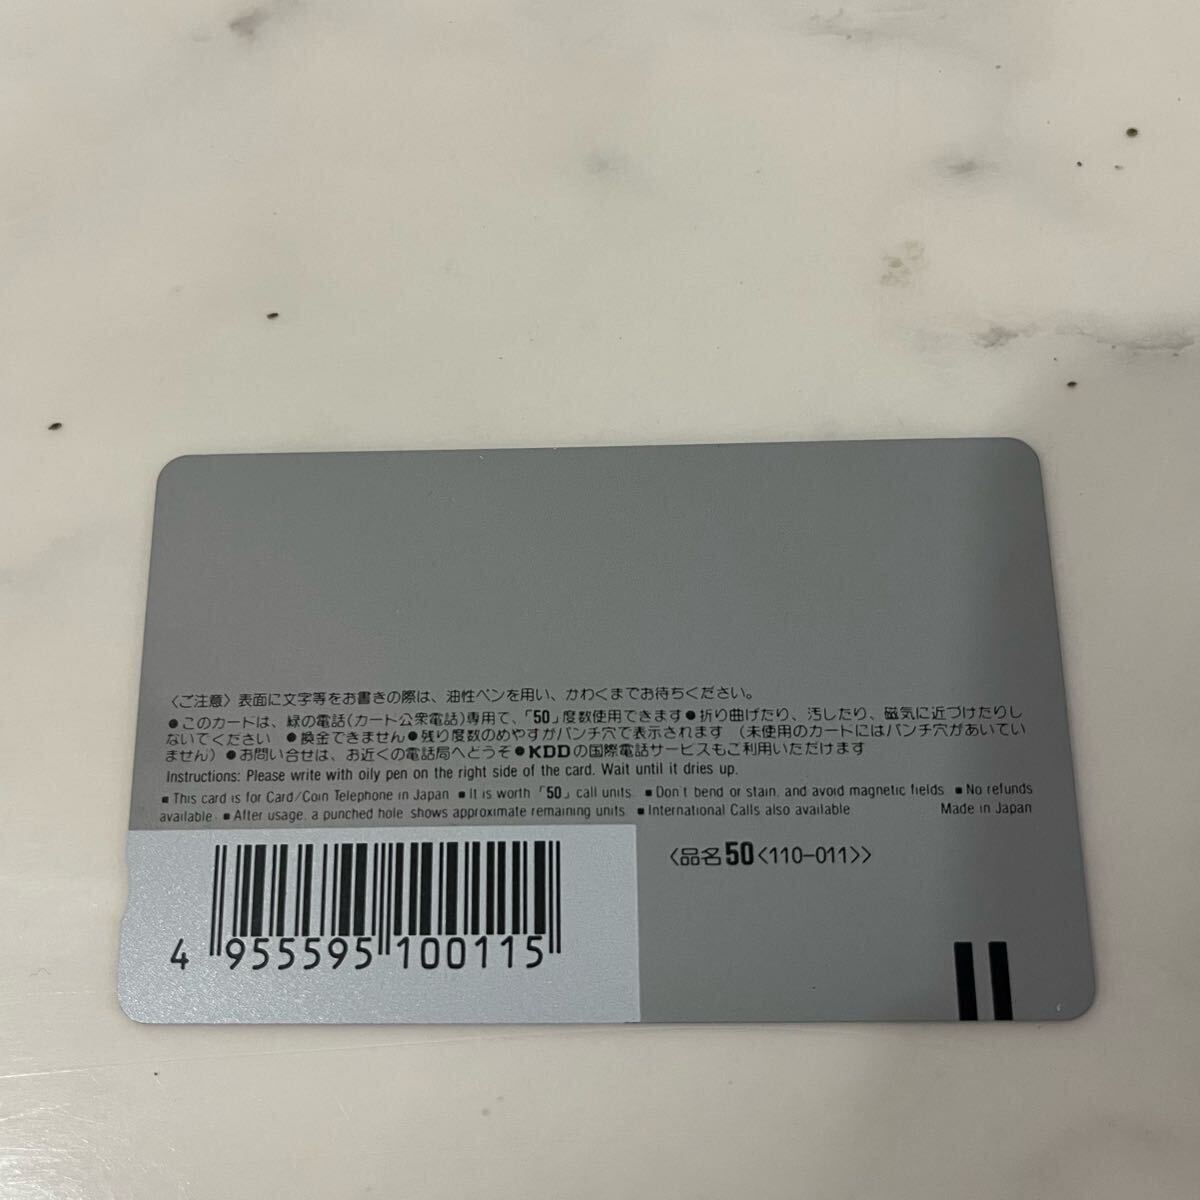 〈ご注意〉表面に文字等をお書きの際は、油性ペンを用い、かわくまでお待ちください。
●このカードは、緑の電話(カード公衆電話)専用で、「50」度数使用できます●折り曲げたり、汚したり、磁気に近づけたりし
ないでください ●換金できません●残り度数のめやすがパンチ穴で表示されます (未使用のカードにはパンチ穴があいてい
ません) ●お問い合せは、お近くの電話局へどうぞ●KDDの国際電話サービスもご利用いただけます
Instructions: Please write with oily pen on the right side of the card. Wait until it dries up.
■ This card is for Card/Coin Telephone in Japan ■ It is worth「50」call units. ■ Don't bend or stain, and avoid magnetic fields ■ No refunds
available. ■ After usage, a punched hole shows approximate remaining units ■ International Calls also available Made in Japan
〈品名50<110-011>〉
4 955595 100115